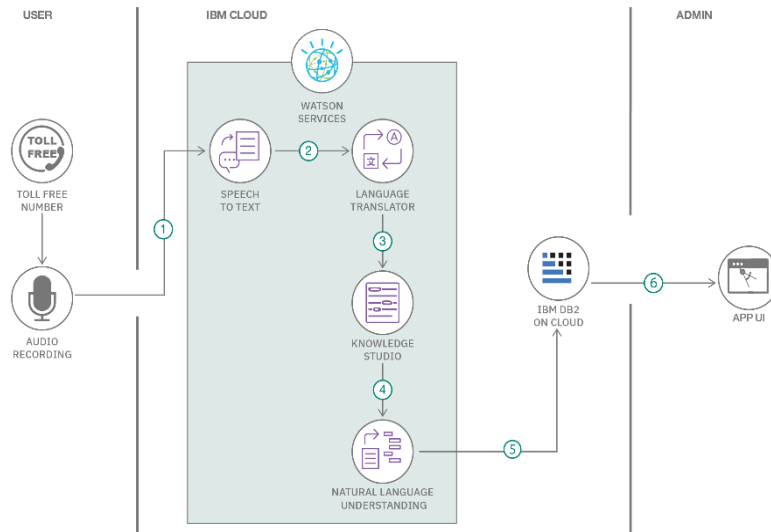 USER
IBM CLOUD
ADMIN
WATSON
SERVICES
TOLL
FREE
TOLL FREE
NUMBER
1
AUDIO
RECORDING
SPEECH
TO TEXT
2
A
文
LANGUAGE
TRANSLATOR
3
KNOWLEDGE
STUDIO
4
NATURAL LANGUAGE
UNDERSTANDING
5
IBM DB2
ON CLOUD
6
APP UI